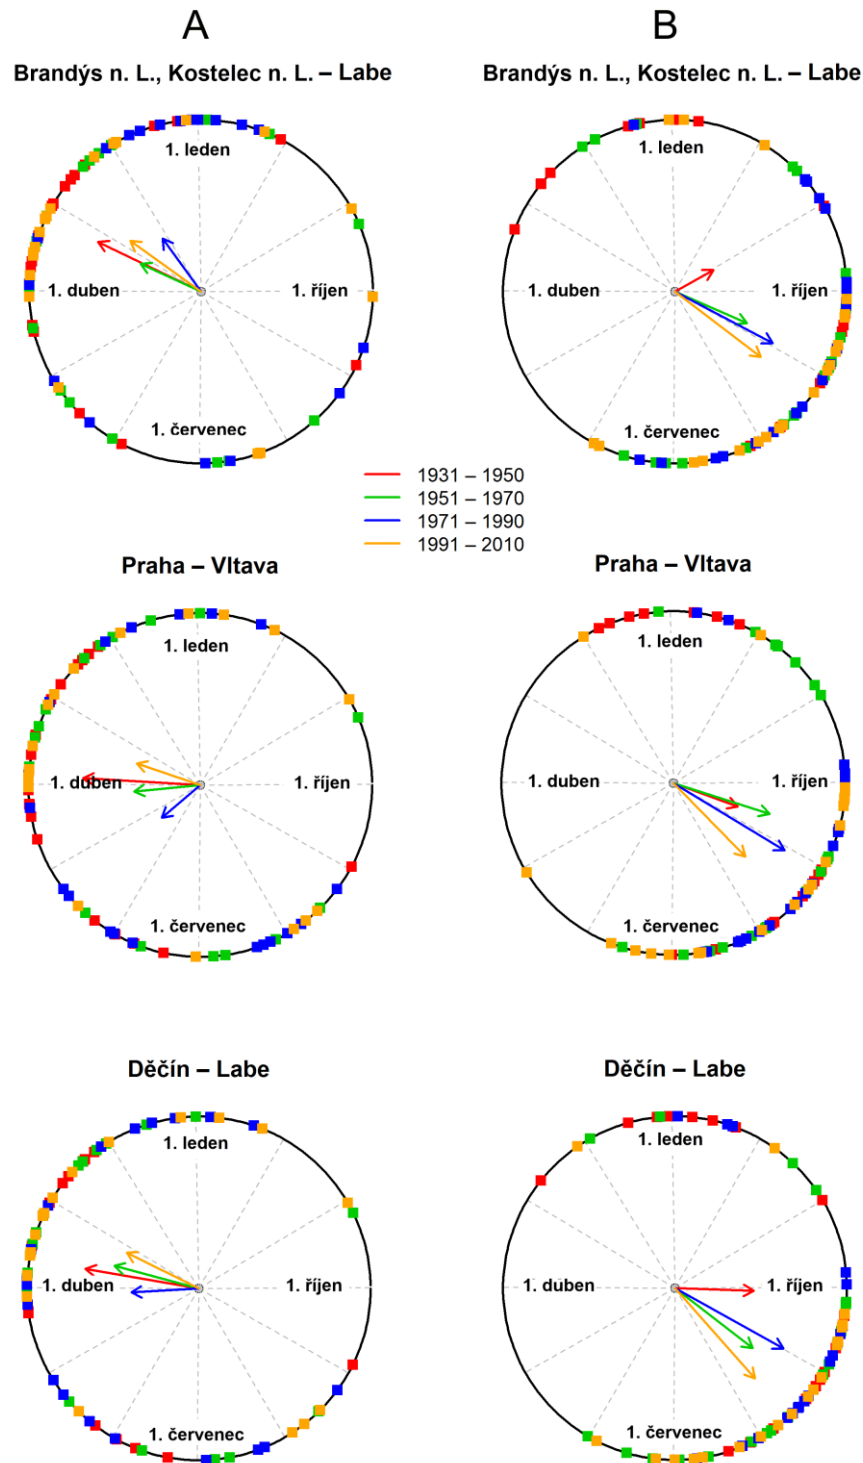 A
B
Brandýs n. L., Kostelec n. L. – Labe
Brandýs n. L., Kostelec n. L. – Labe
1. leden
1. duben
1. říjen
1. červenec
1. leden
1. duben
1. říjen
1. červenec
1931 – 1950
1951 – 1970
1971 – 1990
1991 – 2010
Praha – Vltava
Praha – Vltava
1. leden
1. duben
1. říjen
1. červenec
1. leden
1. duben
1. říjen
1. červenec
Děčín – Labe
Děčín – Labe
1. leden
1. duben
1. říjen
1. červenec
1. leden
1. duben
1. říjen
1. červenec